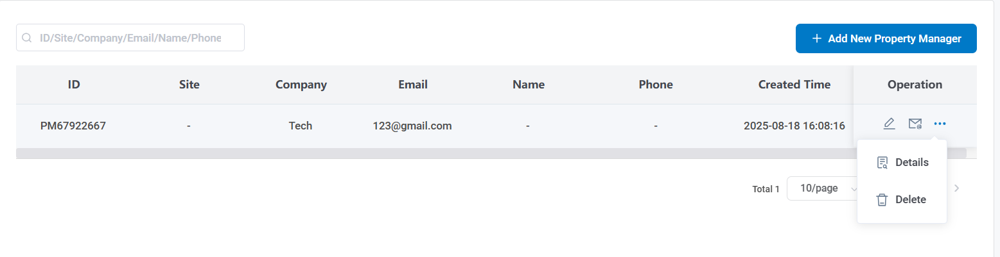 ID/Site/Company/Email/Name/Phone
Add New Property Manager
ID Site Company Email Name Phone Created Time Operation
PM67922667 - Tech 123@gmail.com - - 2025-08-18 16:08:16
Details
Total 1 10/page
Delete